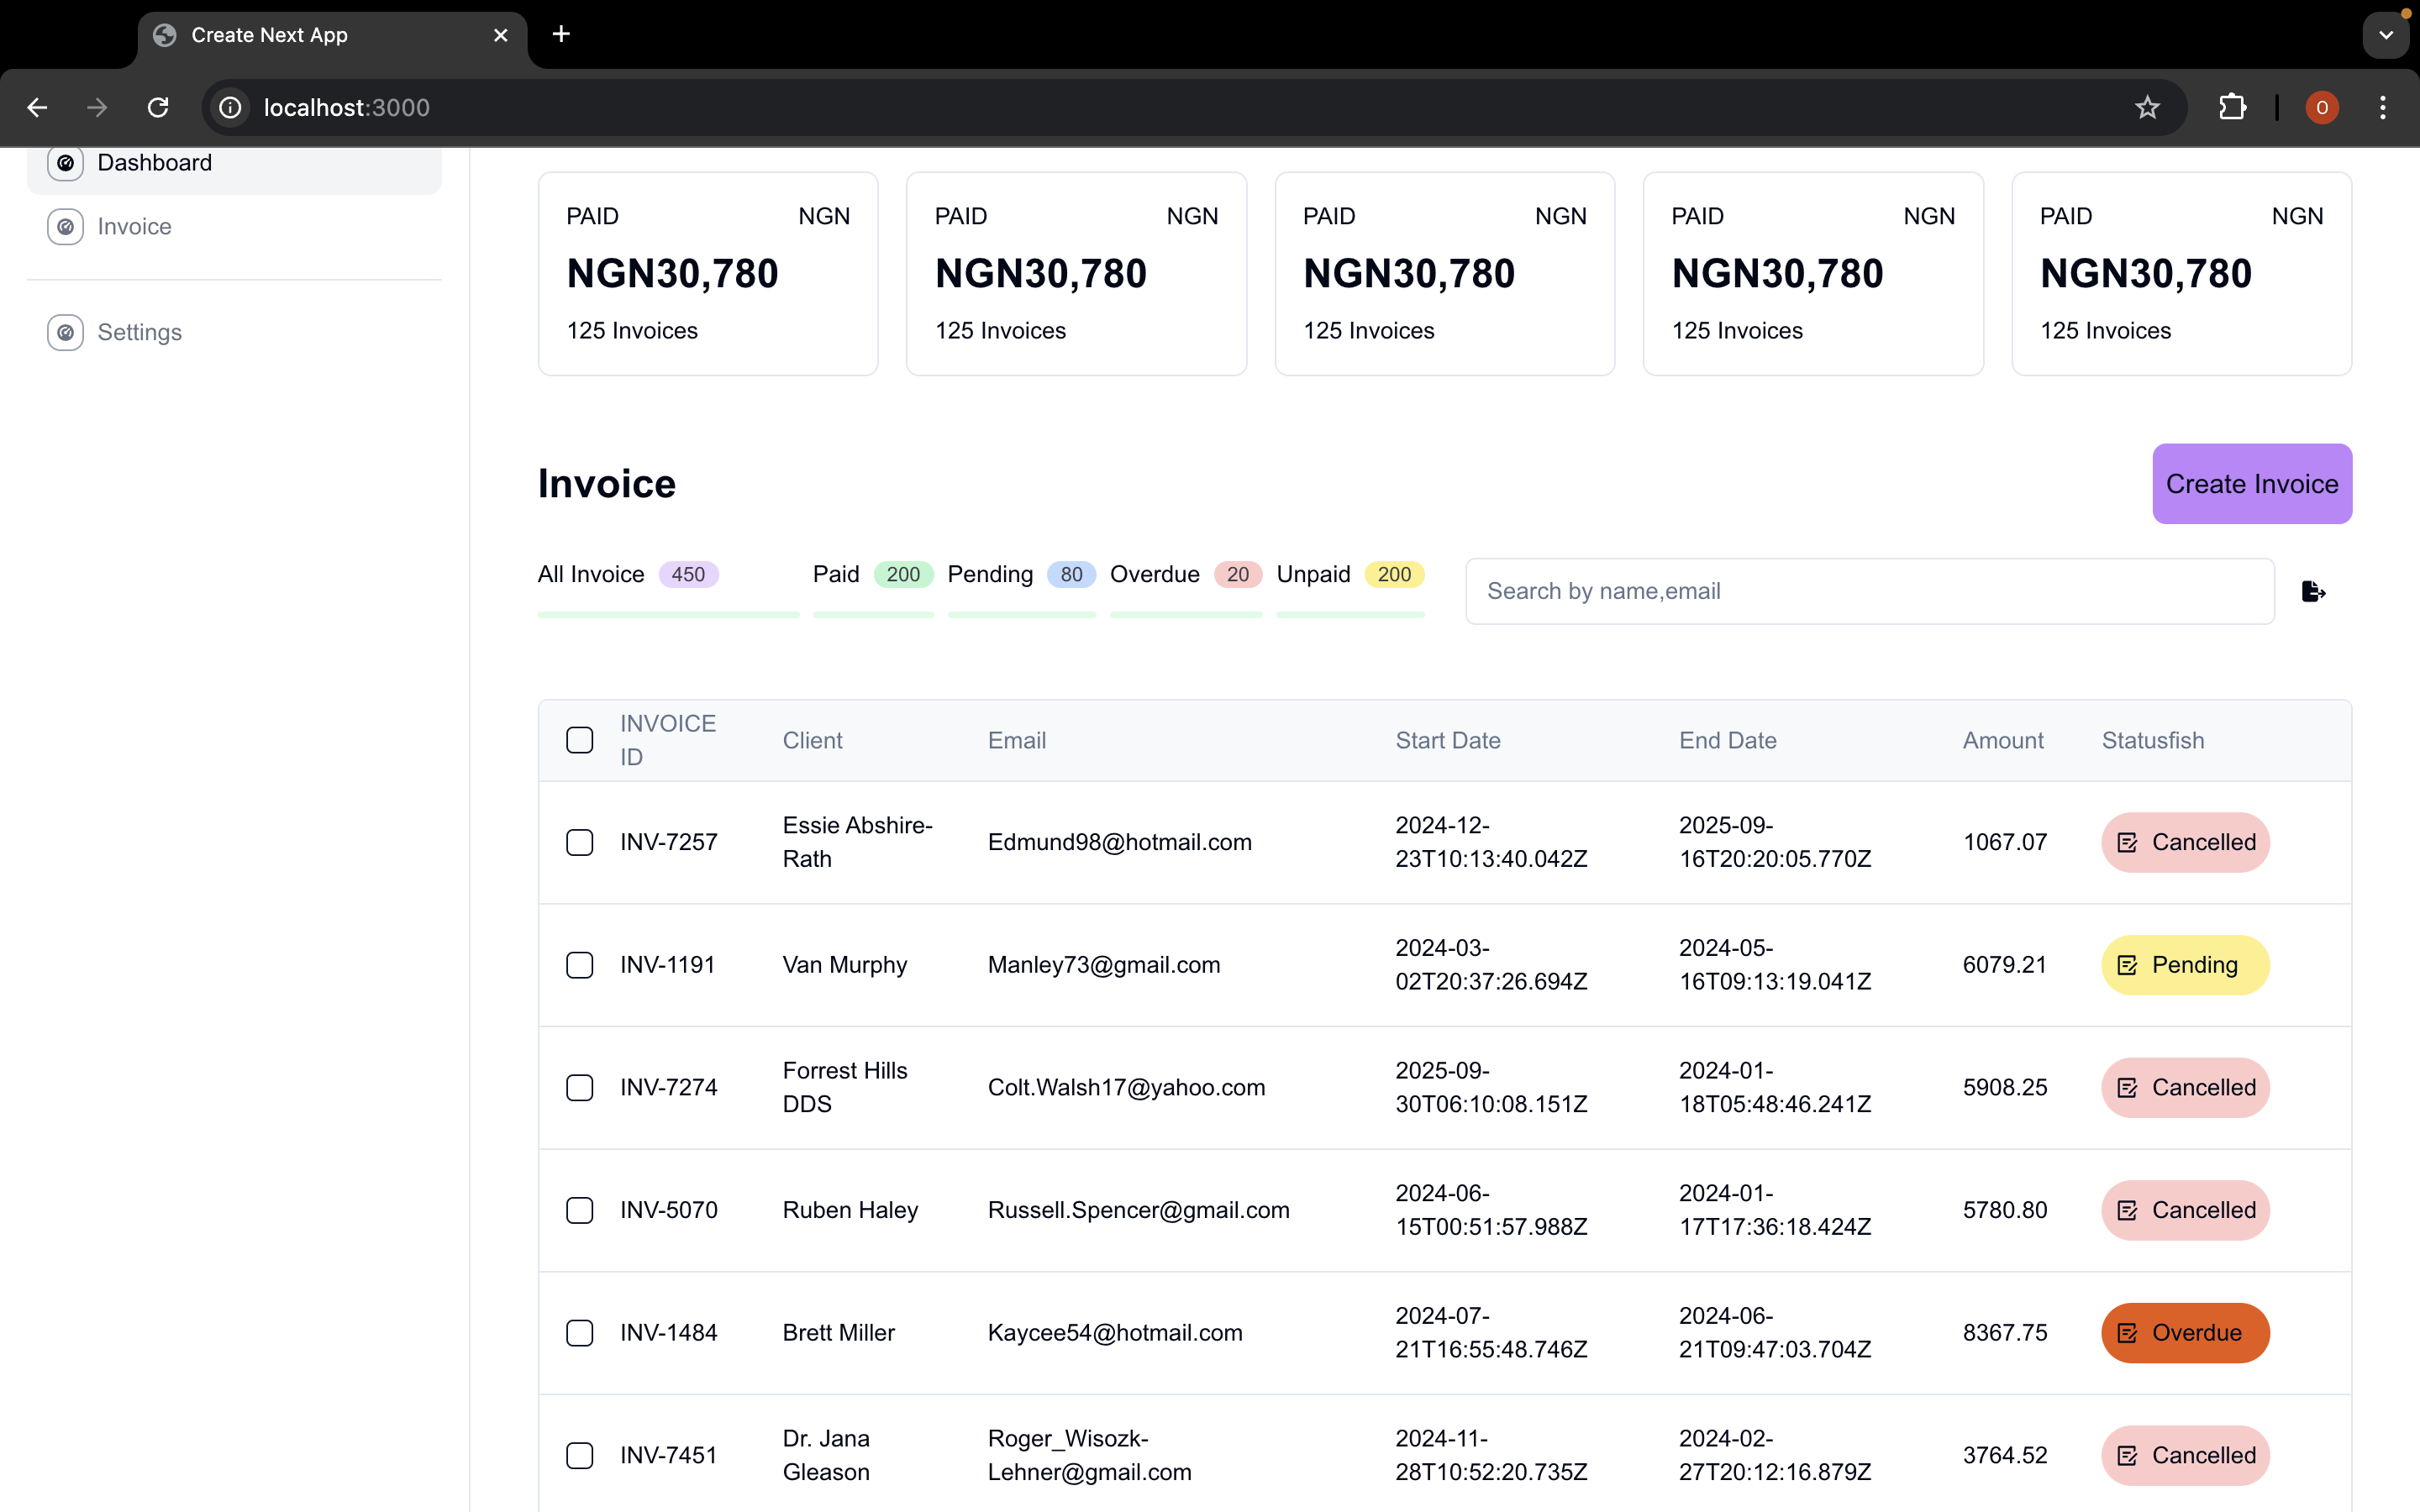 Create Next App
localhost:3000
O
Dashboard
Invoice
Settings
PAID NGN
NGN30,780
125 Invoices
PAID NGN
NGN30,780
125 Invoices
PAID NGN
NGN30,780
125 Invoices
PAID NGN
NGN30,780
125 Invoices
PAID NGN
NGN30,780
125 Invoices
Invoice
Create Invoice
All Invoice 450 Paid 200 Pending 80 Overdue 20 Unpaid 200
Search by name,email
INVOICE
ID
Client
Email
Start Date
End Date
Amount
Statusfish
INV-7257
Essie Abshire-
Rath
Edmund98@hotmail.com
2024-12-
23T10:13:40.042Z
2025-09-
16T20:20:05.770Z
1067.07
Cancelled
INV-1191
Van Murphy
Manley73@gmail.com
2024-03-
02T20:37:26.694Z
2024-05-
16T09:13:19.041Z
6079.21
Pending
INV-7274
Forrest Hills
DDS
Colt.Walsh17@yahoo.com
2025-09-
30T06:10:08.151Z
2024-01-
18T05:48:46.241Z
5908.25
Cancelled
INV-5070
Ruben Haley
Russell.Spencer@gmail.com
2024-06-
15T00:51:57.988Z
2024-01-
17T17:36:18.424Z
5780.80
Cancelled
INV-1484
Brett Miller
Kaycee54@hotmail.com
2024-07-
21T16:55:48.746Z
2024-06-
21T09:47:03.704Z
8367.75
Overdue
INV-7451
Dr. Jana
Gleason
Roger_Wisozk-
Lehner@gmail.com
2024-11-
28T10:52:20.735Z
2024-02-
27T20:12:16.879Z
3764.52
Cancelled